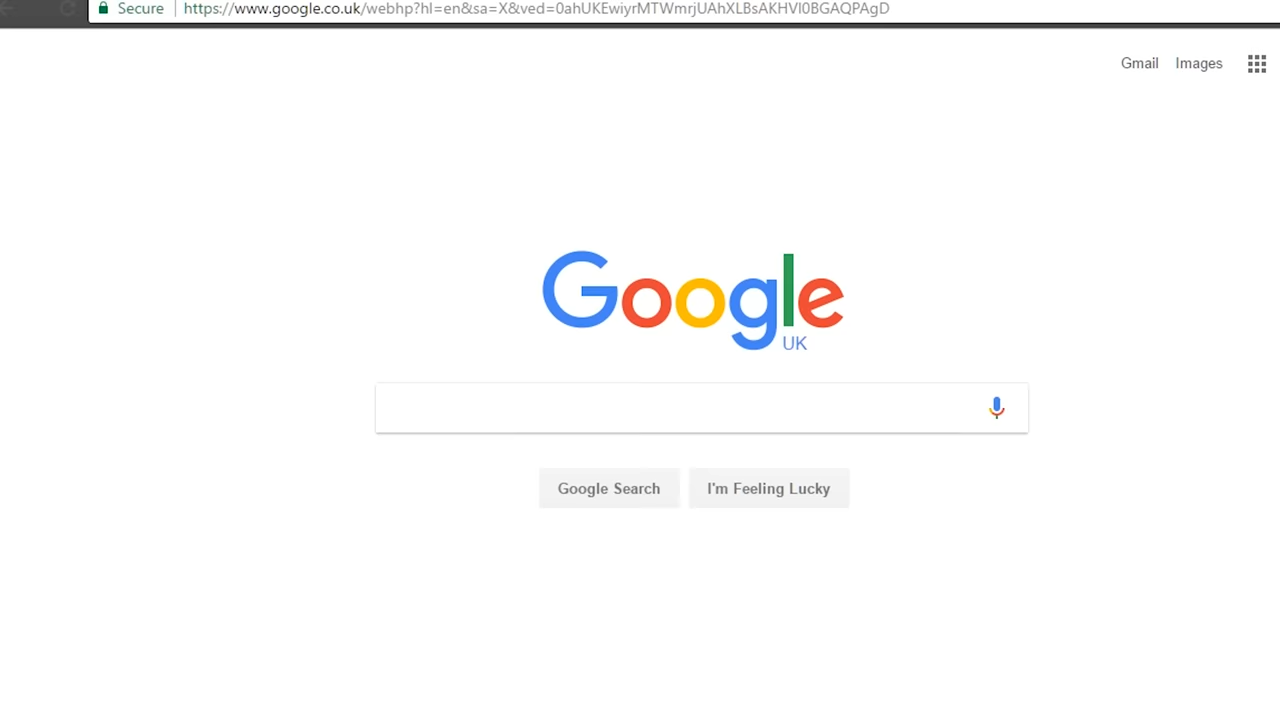 Secure https://www.google.co.uk/webhp?hl=en&sa=X&ved=0ahUKEwiyrMTWmrjUAhXLBsAKHVI0BGAQPAgD
Gmail Images
Google
UK
Google Search I'm Feeling Lucky